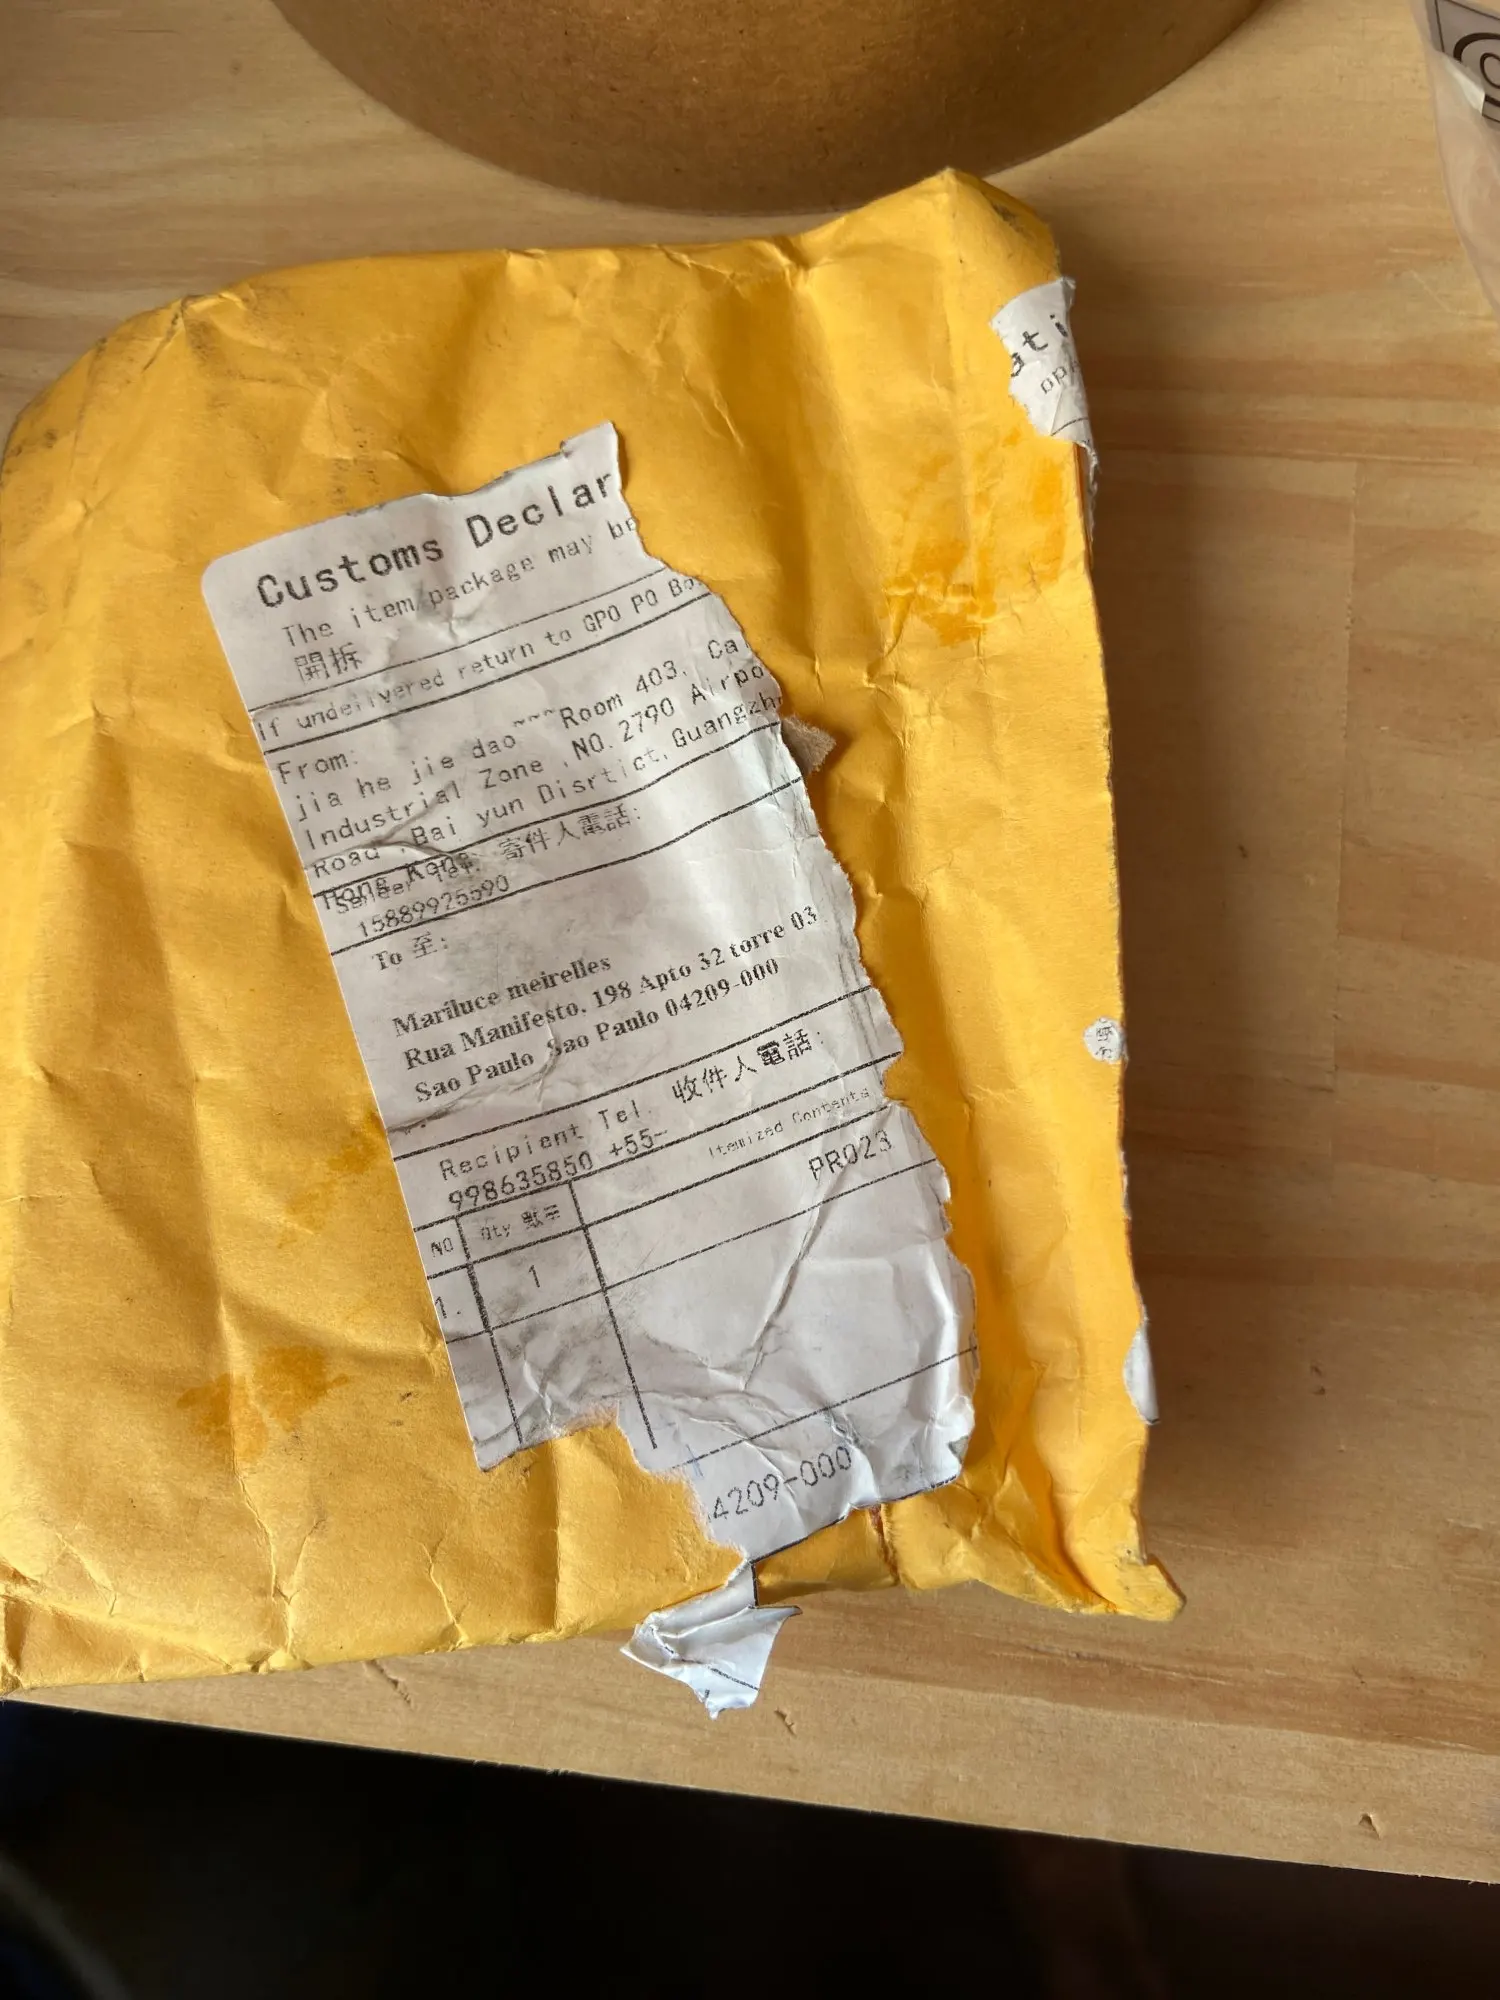 Customs Declar
The item/package may be
開拆
If undelivered return to GPO PO Bo
From:
jia he jie dao~~~Room 403, Ca
Industrial Zone ,NO.2790 Airpo
Road ,Bai yun Disrtict,Guangzh
Hong Kong
Sender Tel. 寄件人電話:
15889925590
To 至:
Mariluce meirelles
Rua Manifesto, 198 Apto 32 torre 03
Sao Paulo Sao Paulo 04209-000
Recipient Tel. 收件人電話:
998635850 +55-
Itemized Contents
NO Qty
PR023
1. 1
4209-000
ati
op